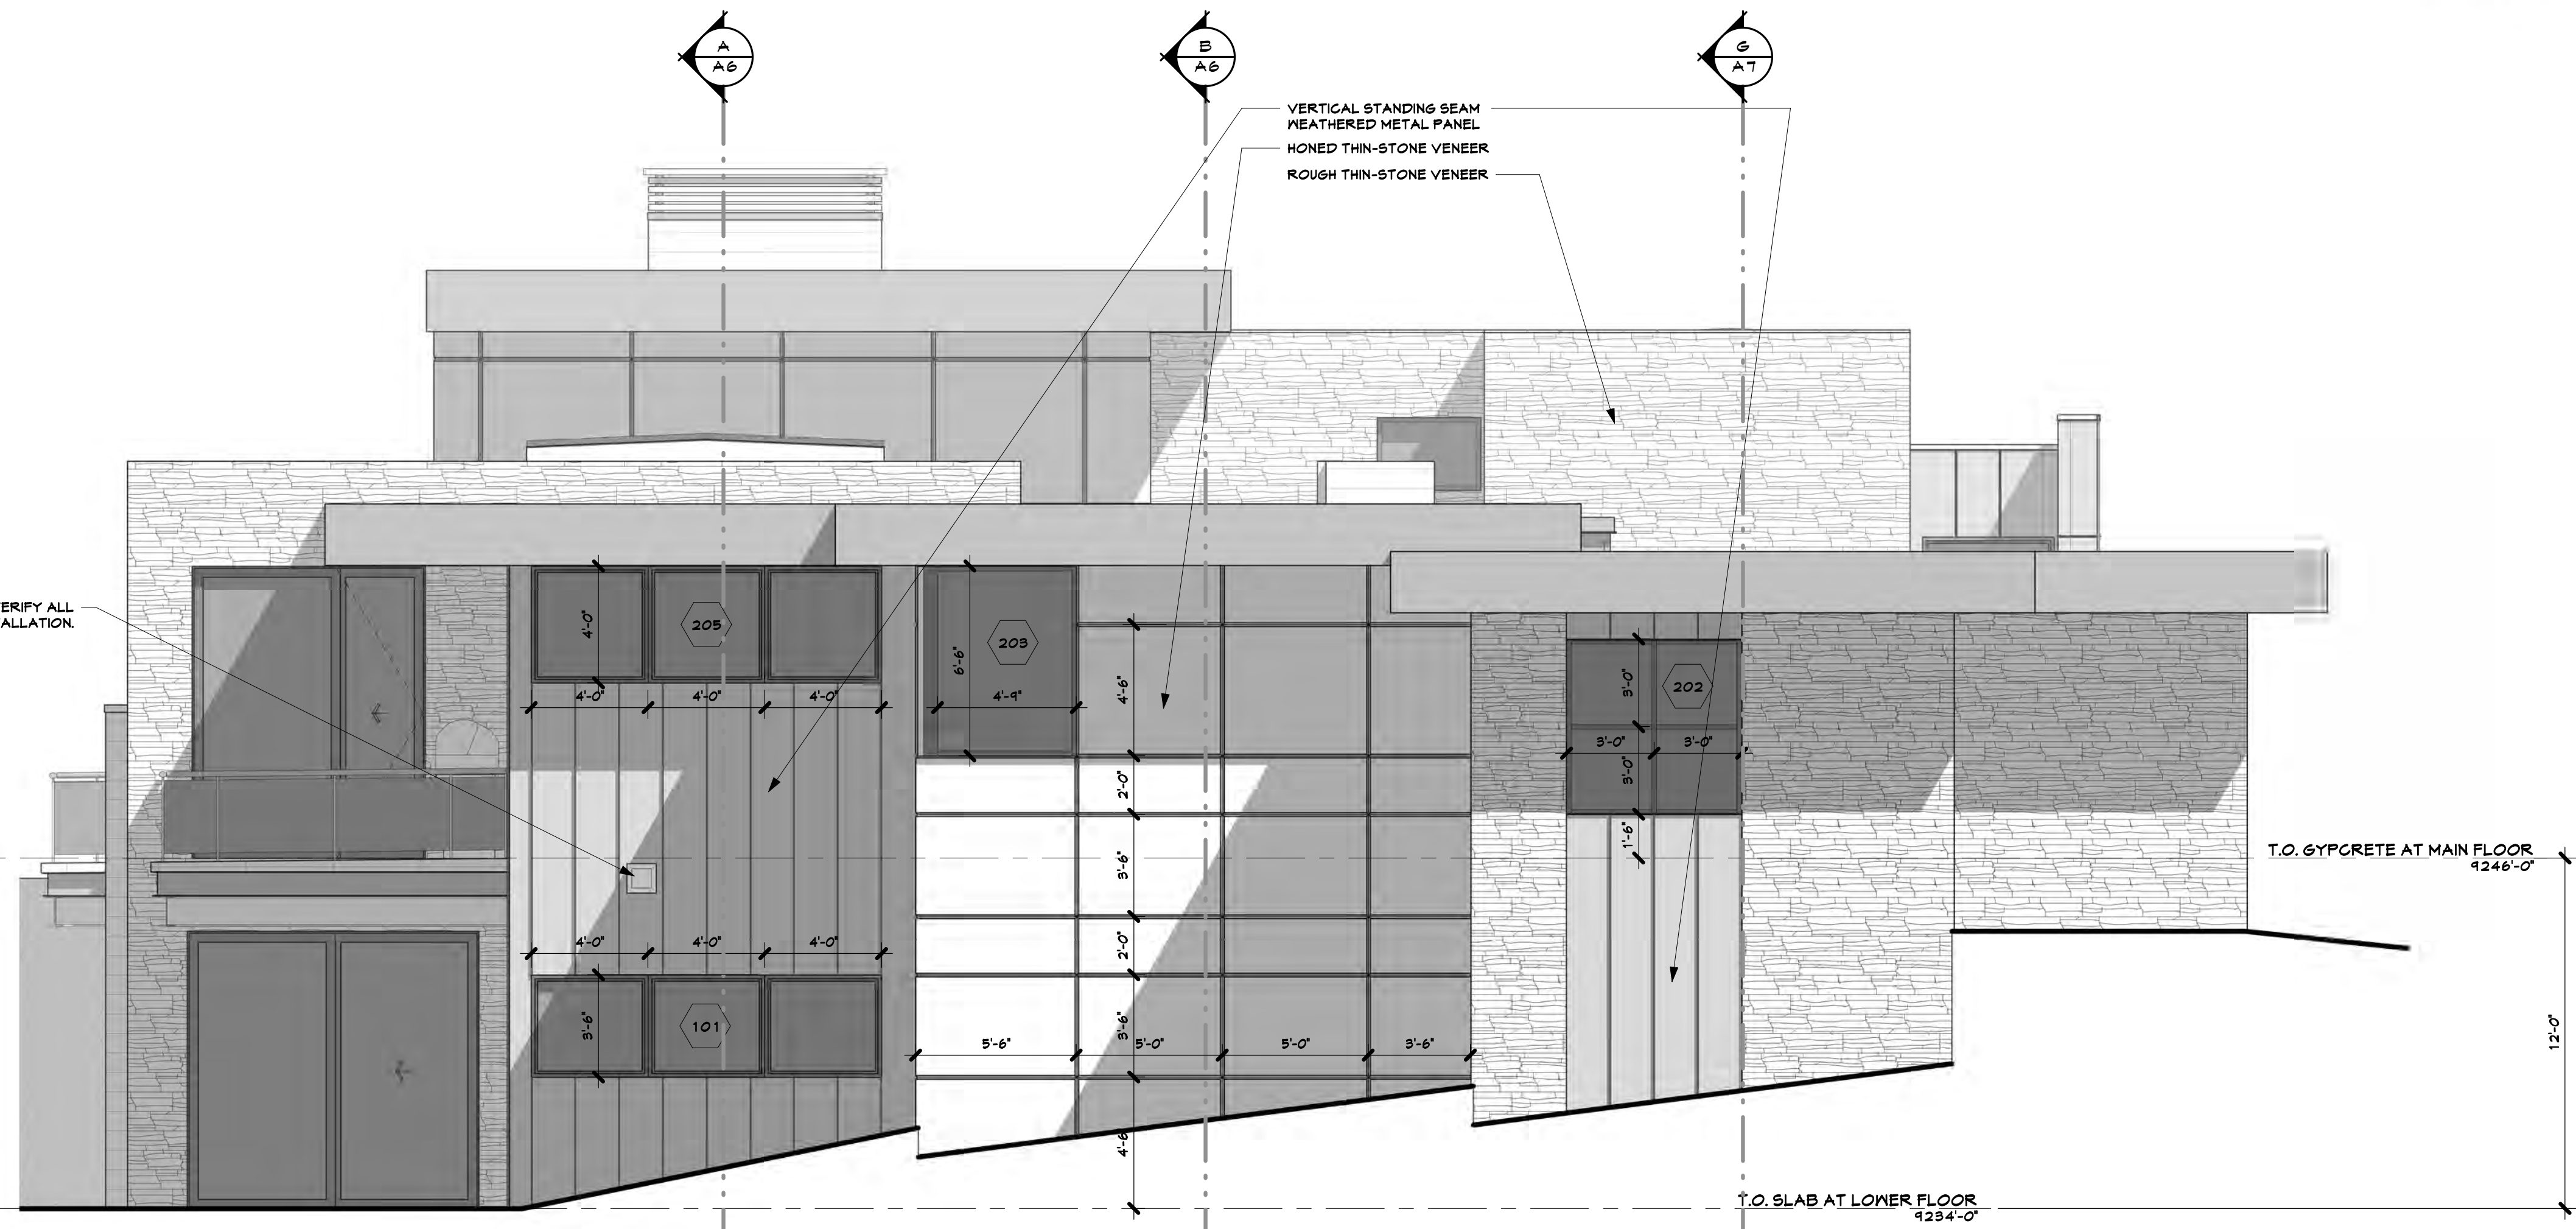 A
A6
B
A6
G
A7
VERTICAL STANDING SEAM
WEATHERED METAL PANEL
HONED THIN-STONE VENEER
ROUGH THIN-STONE VENEER
ERIFY ALL
ALLATION.
4'-0"
205
4'-0"
4'-0"
4'-0"
6'-6"
203
4'-9"
4'-6"
2'-0"
3'-6"
2'-0"
3'-6"
4'-6"
3'-0"
202
3'-0"
3'-0"
3'-0"
1'-6"
T.O. GYPCRETE AT MAIN FLOOR
9246'-0"
4'-0"
4'-0"
4'-0"
3'-6"
101
5'-6"
5'-0"
5'-0"
3'-6"
12'-0"
T.O. SLAB AT LOWER FLOOR
9234'-0"